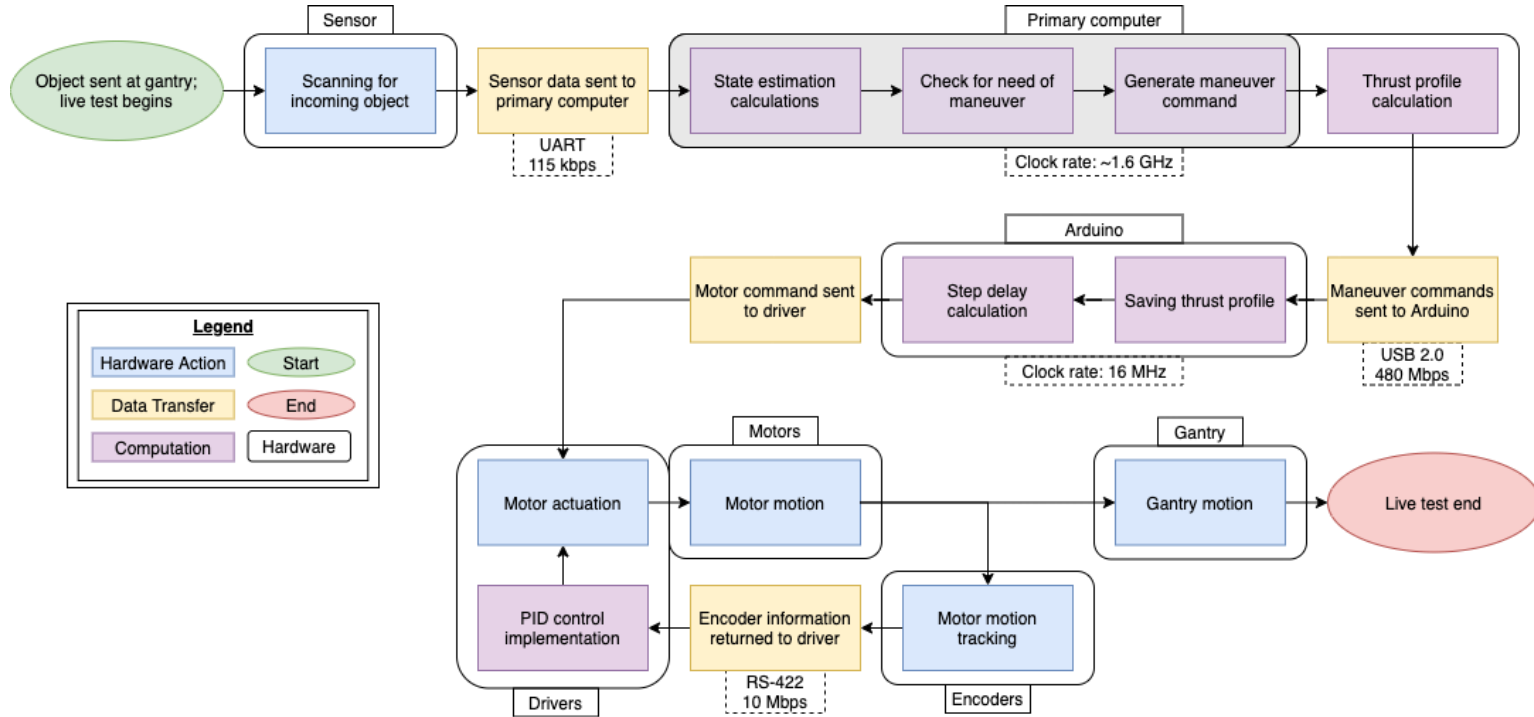 Sensor
Primary computer
Object sent at gantry;
live test begins
Scanning for
incoming object
Sensor data sent to
primary computer
State estimation
calculations
Check for need of
maneuver
Generate maneuver
command
Thrust profile
calculation
UART
115 kbps
Clock rate: ~1.6 GHz
Arduino
Motor command sent
to driver
Step delay
calculation
Saving thrust profile
Maneuver commands
sent to Arduino
Clock rate: 16 MHz
USB 2.0
480 Mbps
Legend
Hardware Action
Start
Data Transfer
End
Computation
Hardware
Motors
Gantry
Motor actuation
Motor motion
Gantry motion
Live test end
PID control
implementation
Encoder information
returned to driver
Motor motion
tracking
RS-422
10 Mbps
Drivers
Encoders